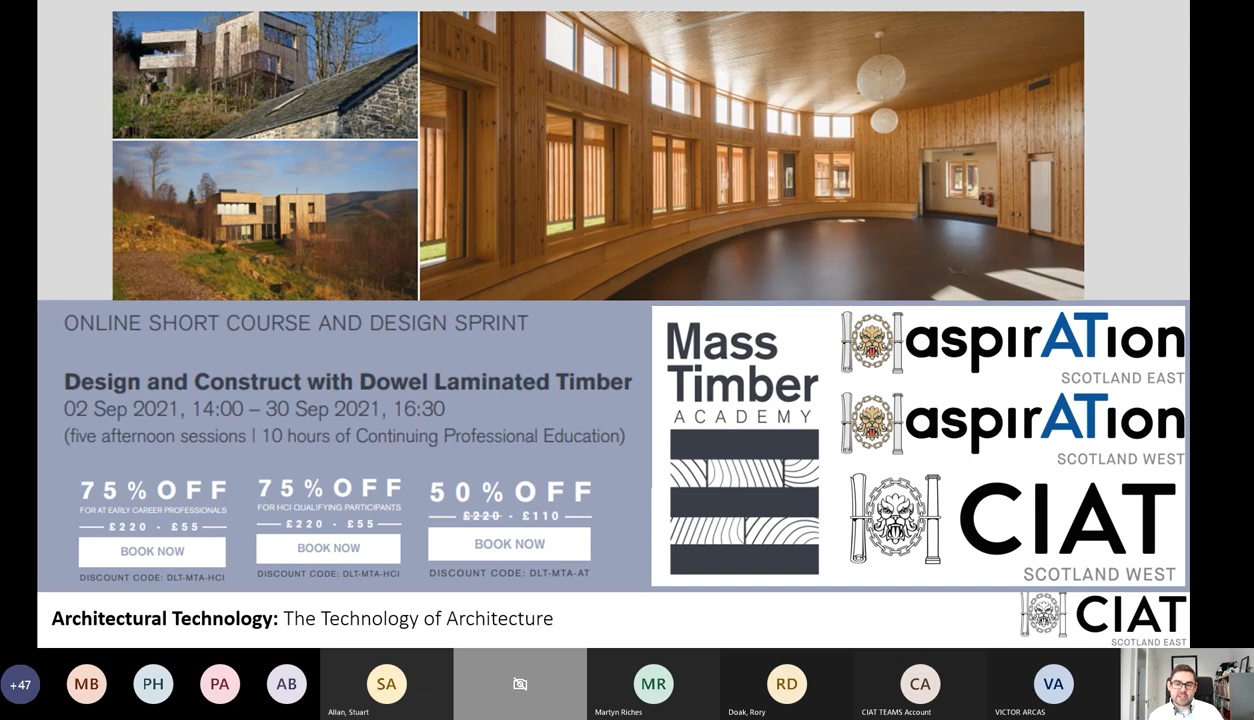 ONLINE SHORT COURSE AND DESIGN SPRINT
Design and Construct with Dowel Laminated Timber
02 Sep 2021, 14:00 – 30 Sep 2021, 16:30
(five afternoon sessions | 10 hours of Continuing Professional Education)
75% OFF
FOR AT EARLY CAREER PROFESSIONALS
£220 - £55
BOOK NOW
DISCOUNT CODE: DLT-MTA-HCI
75% OFF
FOR HCI QUALIFYING PARTICIPANTS
£220 - £55
BOOK NOW
DISCOUNT CODE: DLT-MTA-HCI
50% OFF
£220 - £110
BOOK NOW
DISCOUNT CODE: DLT-MTA-AT
Mass
Timber
ACADEMY
aspirATion
SCOTLAND EAST
aspirATion
SCOTLAND WEST
CIAT
SCOTLAND WEST
Architectural Technology: The Technology of Architecture
CIAT
SCOTLAND EAST
+47
MB
PH
PA
AB
SA
Allan, Stuart
MR
Martyn Riches
RD
Doak, Rory
CA
CIAT TEAMS Account
VA
VICTOR ARCAS